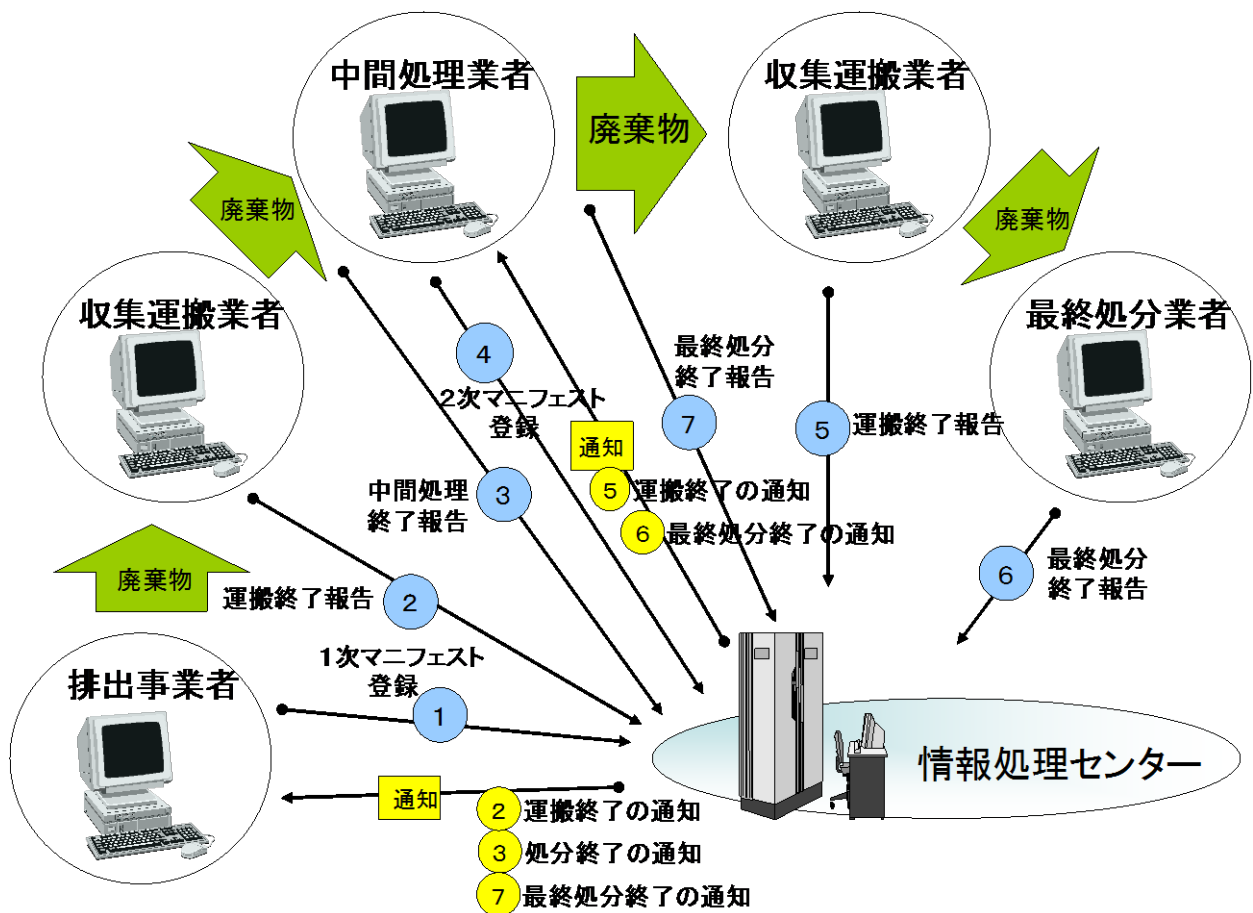 中間処理業者
廃棄物
収集運搬業者
廃棄物
廃棄物
収集運搬業者
最終処分業者
4
2次マニフェスト
登録
最終処分
終了報告
7
5
運搬終了報告
通知
中間処理
終了報告
3
5
運搬終了の通知
6
最終処分終了の通知
6
最終処分
終了報告
廃棄物
運搬終了報告
2
1次マニフェスト
登録
1
排出事業者
情報処理センター
通知
2
運搬終了の通知
3
処分終了の通知
7
最終処分終了の通知